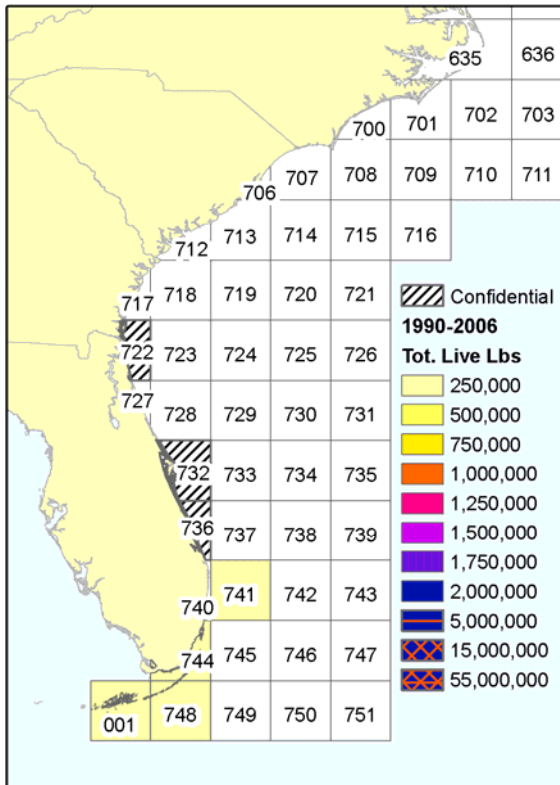 635 636
700 701 702 703
706 707 708 709 710 711
712 713 714 715 716
717 718 719 720 721
722 723 724 725 726
727 728 729 730 731
732 733 734 735
736 737 738 739
740 741 742 743
744 745 746 747
001 748 749 750 751
Confidential
1990-2006
Tot. Live Lbs
250,000
500,000
750,000
1,000,000
1,250,000
1,500,000
1,750,000
2,000,000
5,000,000
15,000,000
55,000,000